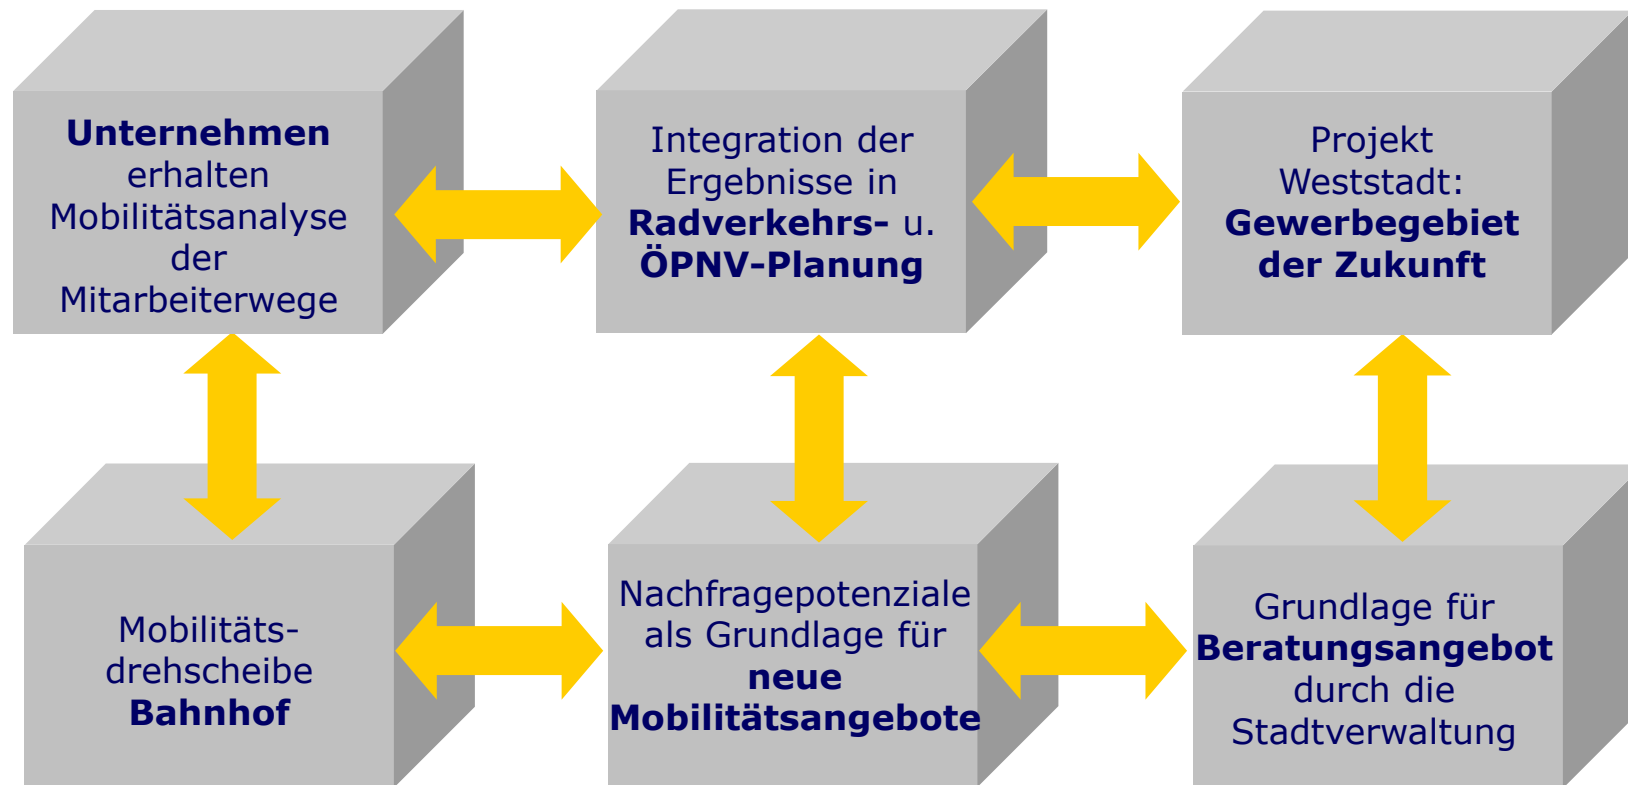 Unternehmen
erhalten
Mobilitätsanalyse
der
Mitarbeiterwege
Integration der
Ergebnisse in
Radverkehrs- u.
ÖPNV-Planung
Projekt
Weststadt:
Gewerbegebiet
der Zukunft
Mobilitäts-
drehscheibe
Bahnhof
Nachfragepotenziale
als Grundlage für
neue
Mobilitätsangebote
Grundlage für
Beratungsangebot
durch die
Stadtverwaltung